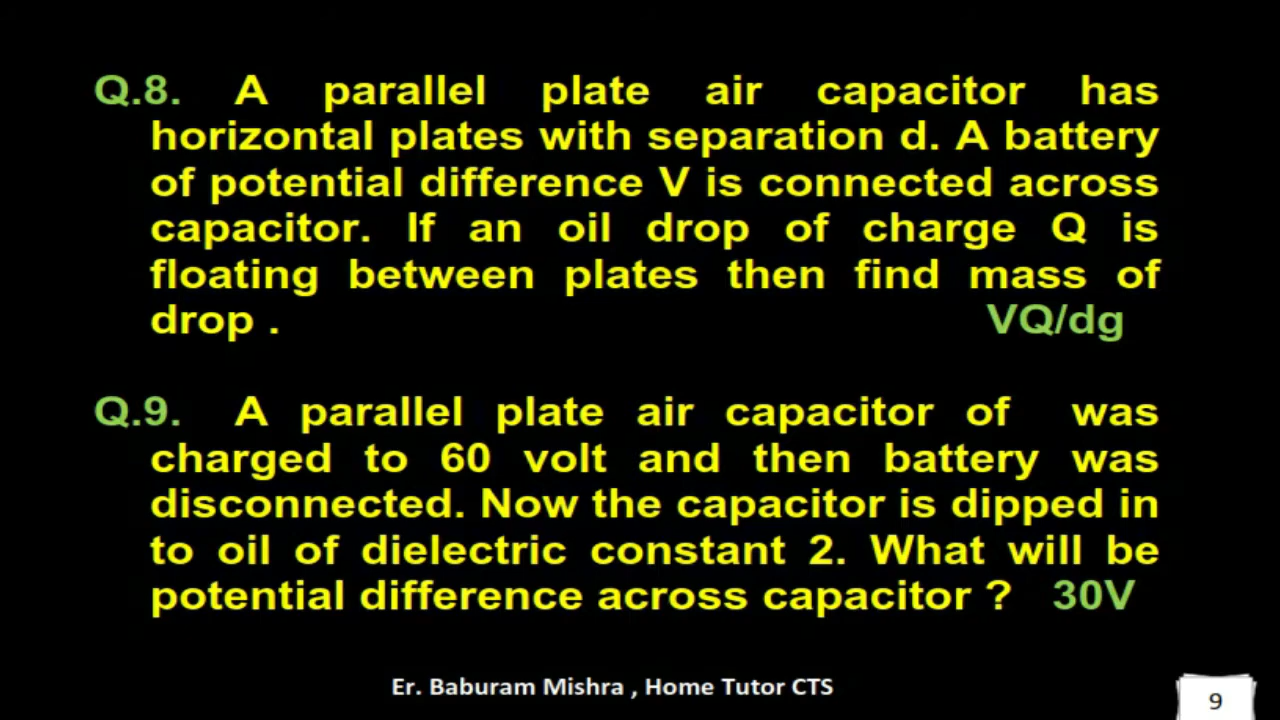 Q.8. A parallel plate air capacitor has
horizontal plates with separation d. A battery
of potential difference V is connected across
capacitor. If an oil drop of charge Q is
floating between plates then find mass of
drop . VQ/dg
Q.9. A parallel plate air capacitor of was
charged to 60 volt and then battery was
disconnected. Now the capacitor is dipped in
to oil of dielectric constant 2. What will be
potential difference across capacitor ? 30V
Er. Baburam Mishra , Home Tutor CTS
9